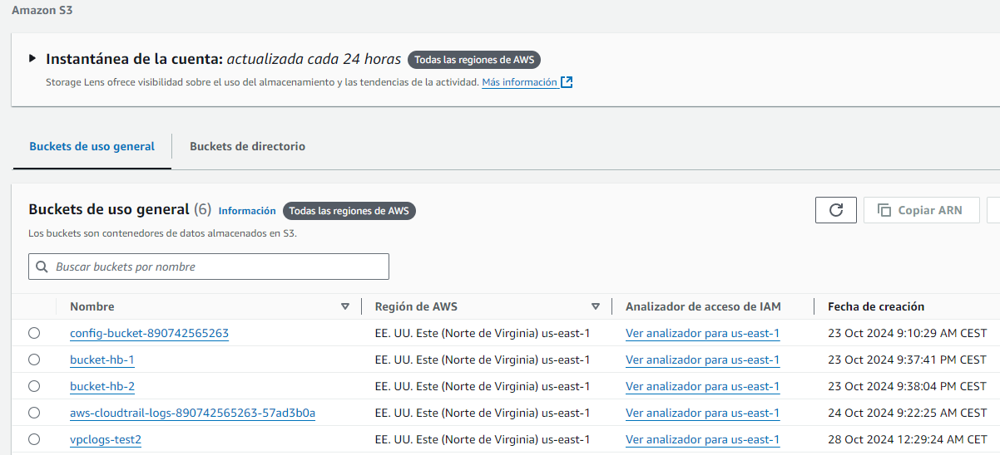 Amazon S3
Instantánea de la cuenta: actualizada cada 24 horas Todas las regiones de AWS
Storage Lens ofrece visibilidad sobre el uso del almacenamiento y las tendencias de la actividad. Más información
Buckets de uso general Buckets de directorio
Buckets de uso general (6) Información Todas las regiones de AWS Copiar ARN
Los buckets son contenedores de datos almacenados en S3.
Buscar buckets por nombre
Nombre Región de AWS Analizador de acceso de IAM Fecha de creación
config-bucket-890742565263 EE. UU. Este (Norte de Virginia) us-east-1 Ver analizador para us-east-1 23 Oct 2024 9:10:29 AM CEST
bucket-hb-1 EE. UU. Este (Norte de Virginia) us-east-1 Ver analizador para us-east-1 23 Oct 2024 9:37:41 PM CEST
bucket-hb-2 EE. UU. Este (Norte de Virginia) us-east-1 Ver analizador para us-east-1 23 Oct 2024 9:38:04 PM CEST
aws-cloudtrail-logs-890742565263-57ad3b0a EE. UU. Este (Norte de Virginia) us-east-1 Ver analizador para us-east-1 24 Oct 2024 9:22:25 AM CEST
vpclogs-test2 EE. UU. Este (Norte de Virginia) us-east-1 Ver analizador para us-east-1 28 Oct 2024 12:29:24 AM CET